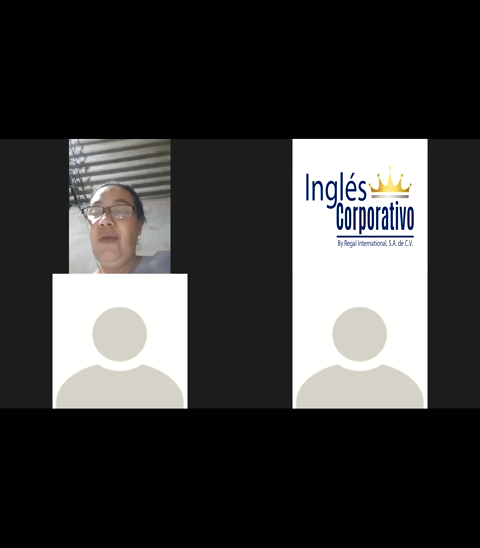 Inglés
Corporativo
By Regal International, S.A. de C.V.